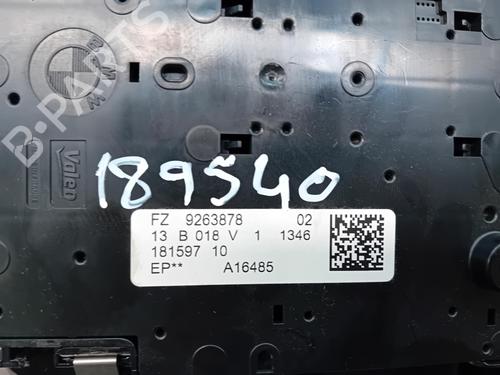 BMW
Valeo
B-PARTS
189540
FZ 9263878 02
13 B 018 V 1 1346
181597 10
EP** A16485